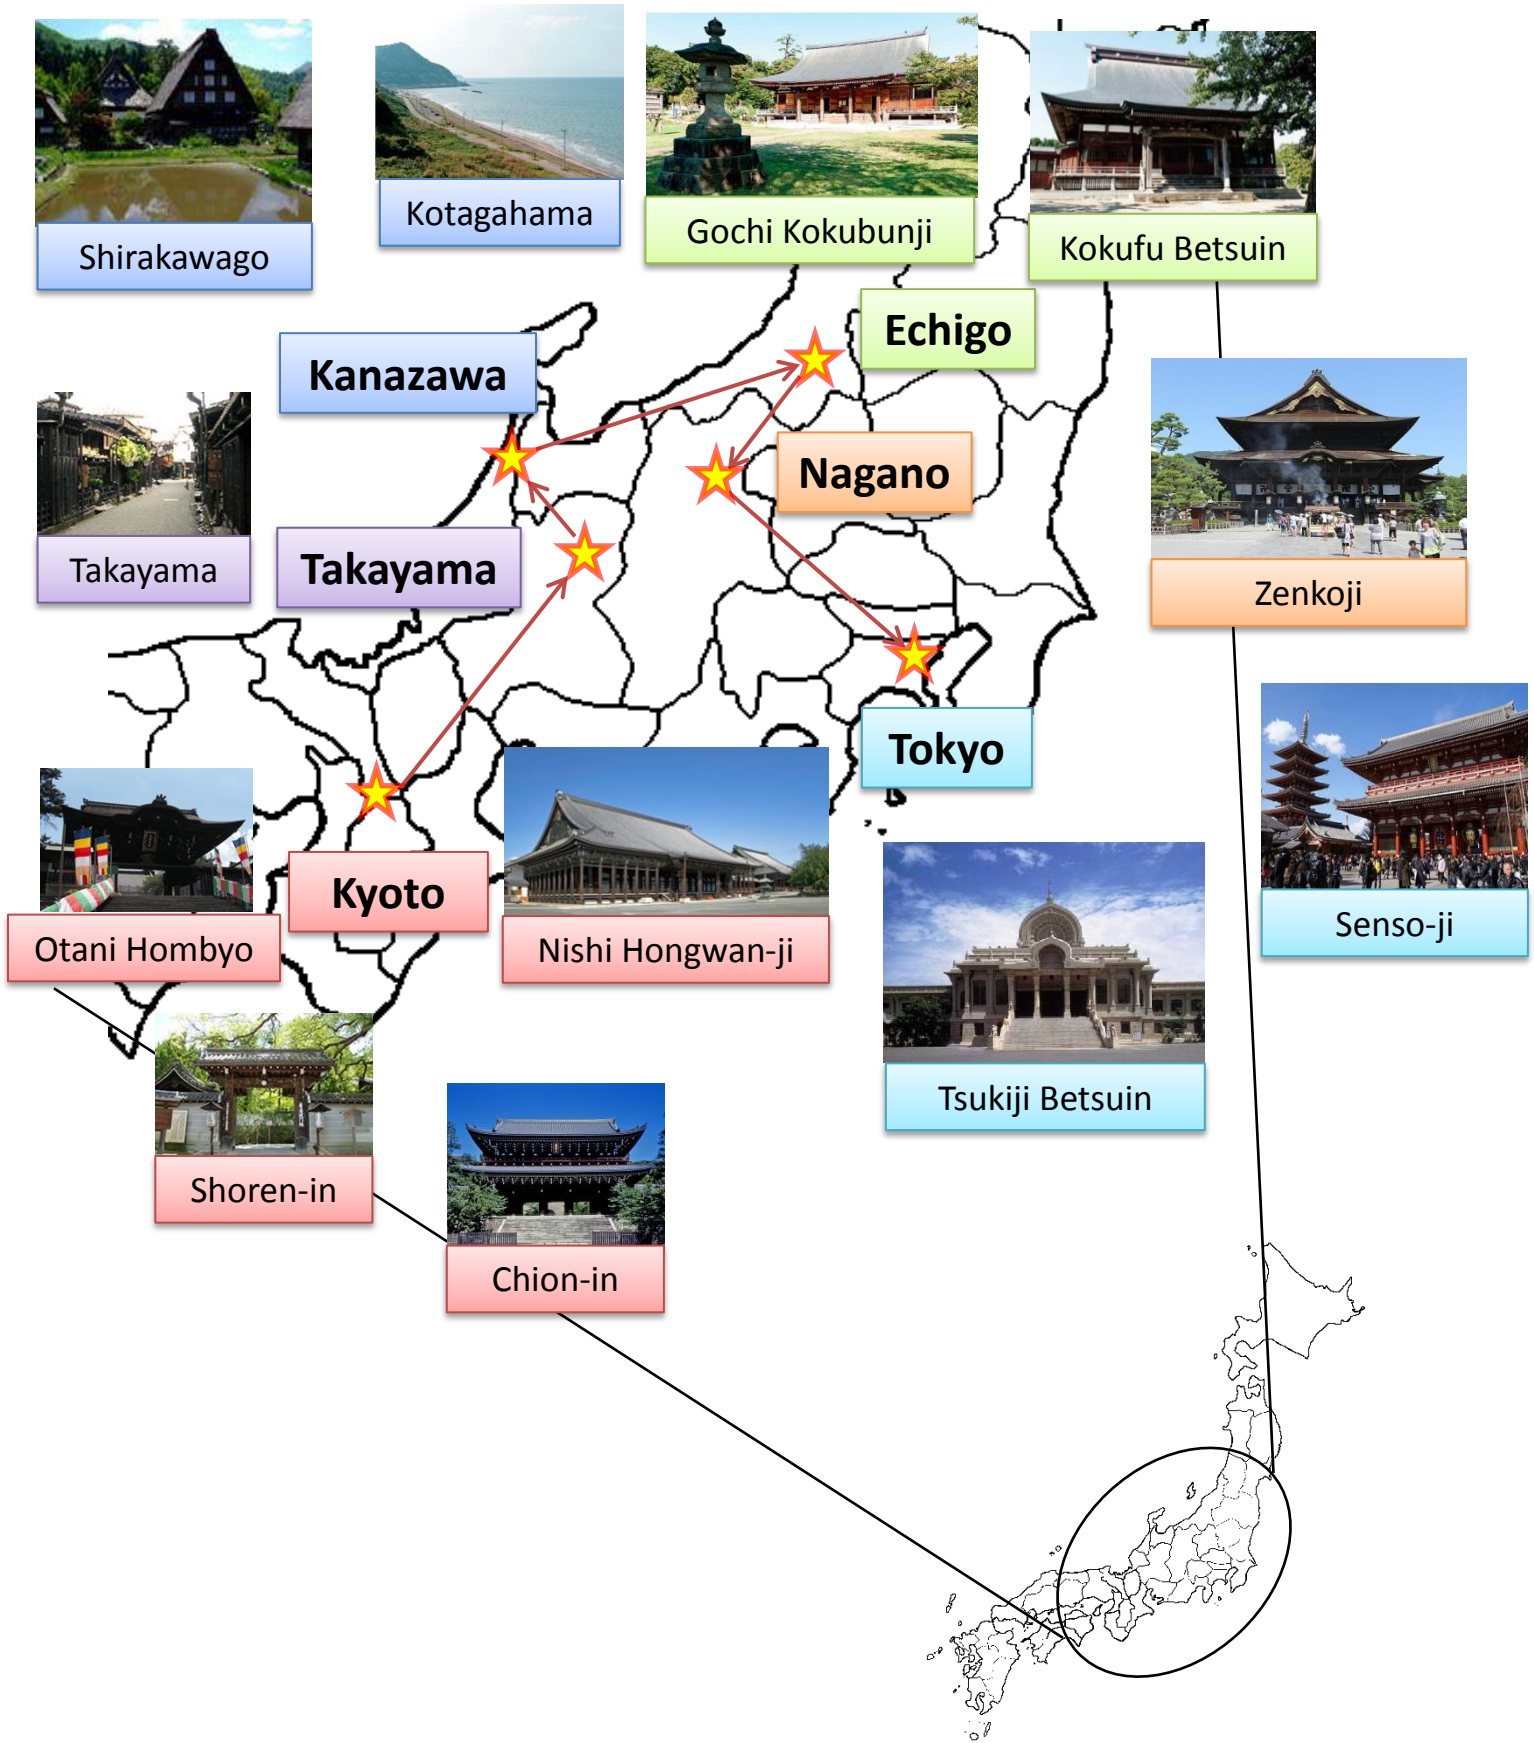 Shirakawago
Kotagahama
Gochi Kokubunji
Kokufu Betsuin
Echigo
Kanazawa
Nagano
Takayama
Takayama
Zenkoji
Tokyo
Kyoto
Otani Hombyo
Nishi Hongwan-ji
Senso-ji
Tsukiji Betsuin
Shoren-in
Chion-in